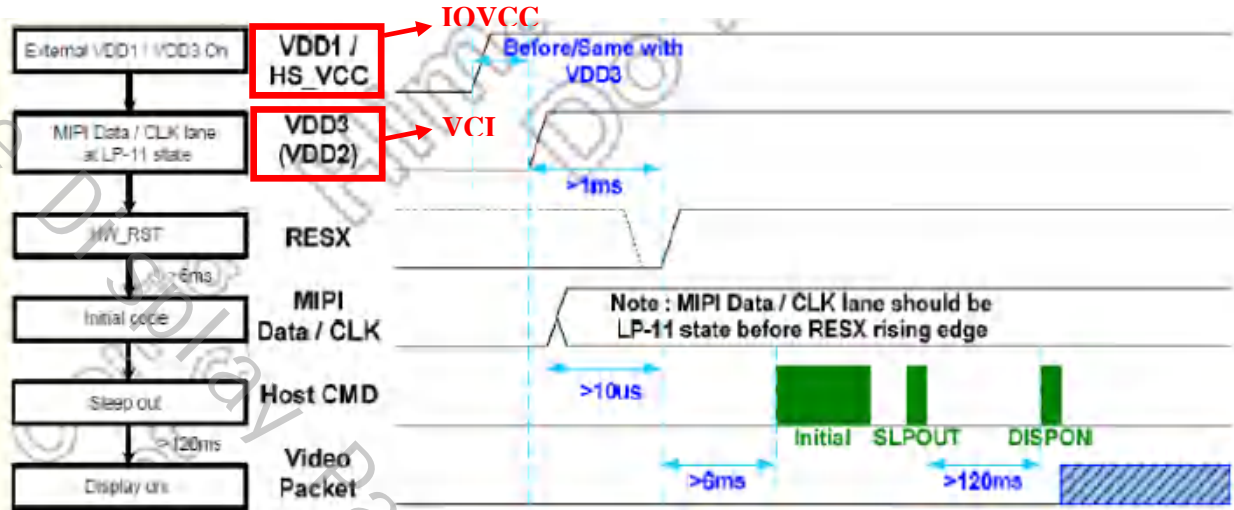 IOVCC
External VDD1 / VDD3 On
VDD1 /
HS_VCC
Before/Same with
VDD3
MIPI Data / CLK lane
at LP-11 state
VDD3
(VDD2)
VCI
>1ms
HW_RST
RESX
>6ms
Initial code
MIPI
Data / CLK
Note : MIPI Data / CLK lane should be
LP-11 state before RESX rising edge
Sleep out
Host CMD
>10us
Initial
SLPOUT
DISPON
>120ms
Display on
Video
Packet
>6ms
>120ms
Display